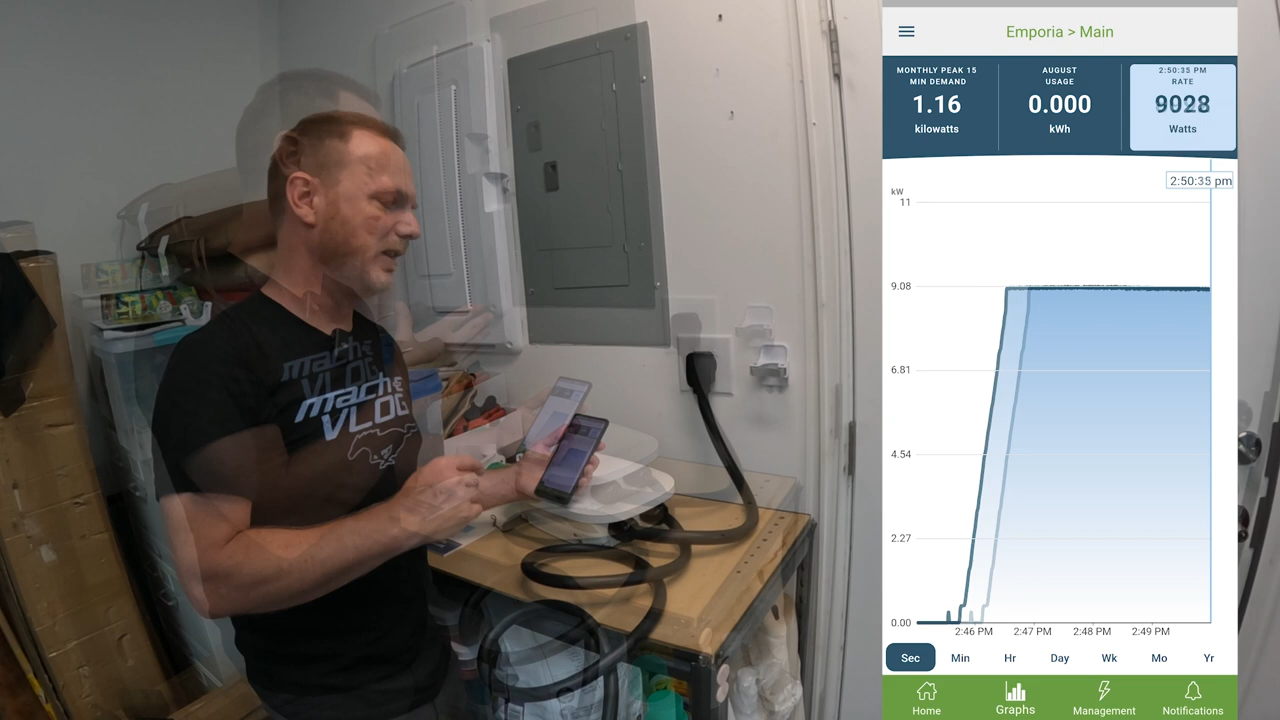 Emporia > Main
MONTHLY PEAK 15
MIN DEMAND
1.16
kilowatts
AUGUST
USAGE
0.000
kWh
2:50:35 PM
RATE
9028
Watts
2:50:35 pm
kW
11
9.08
6.81
4.54
2.27
0.00
2:46 PM
2:47 PM
2:48 PM
2:49 PM
Sec
Min
Hr
Day
Wk
Mo
Yr
Home
Graphs
Management
Notifications
mach€
VLOG
mach€
VLOG